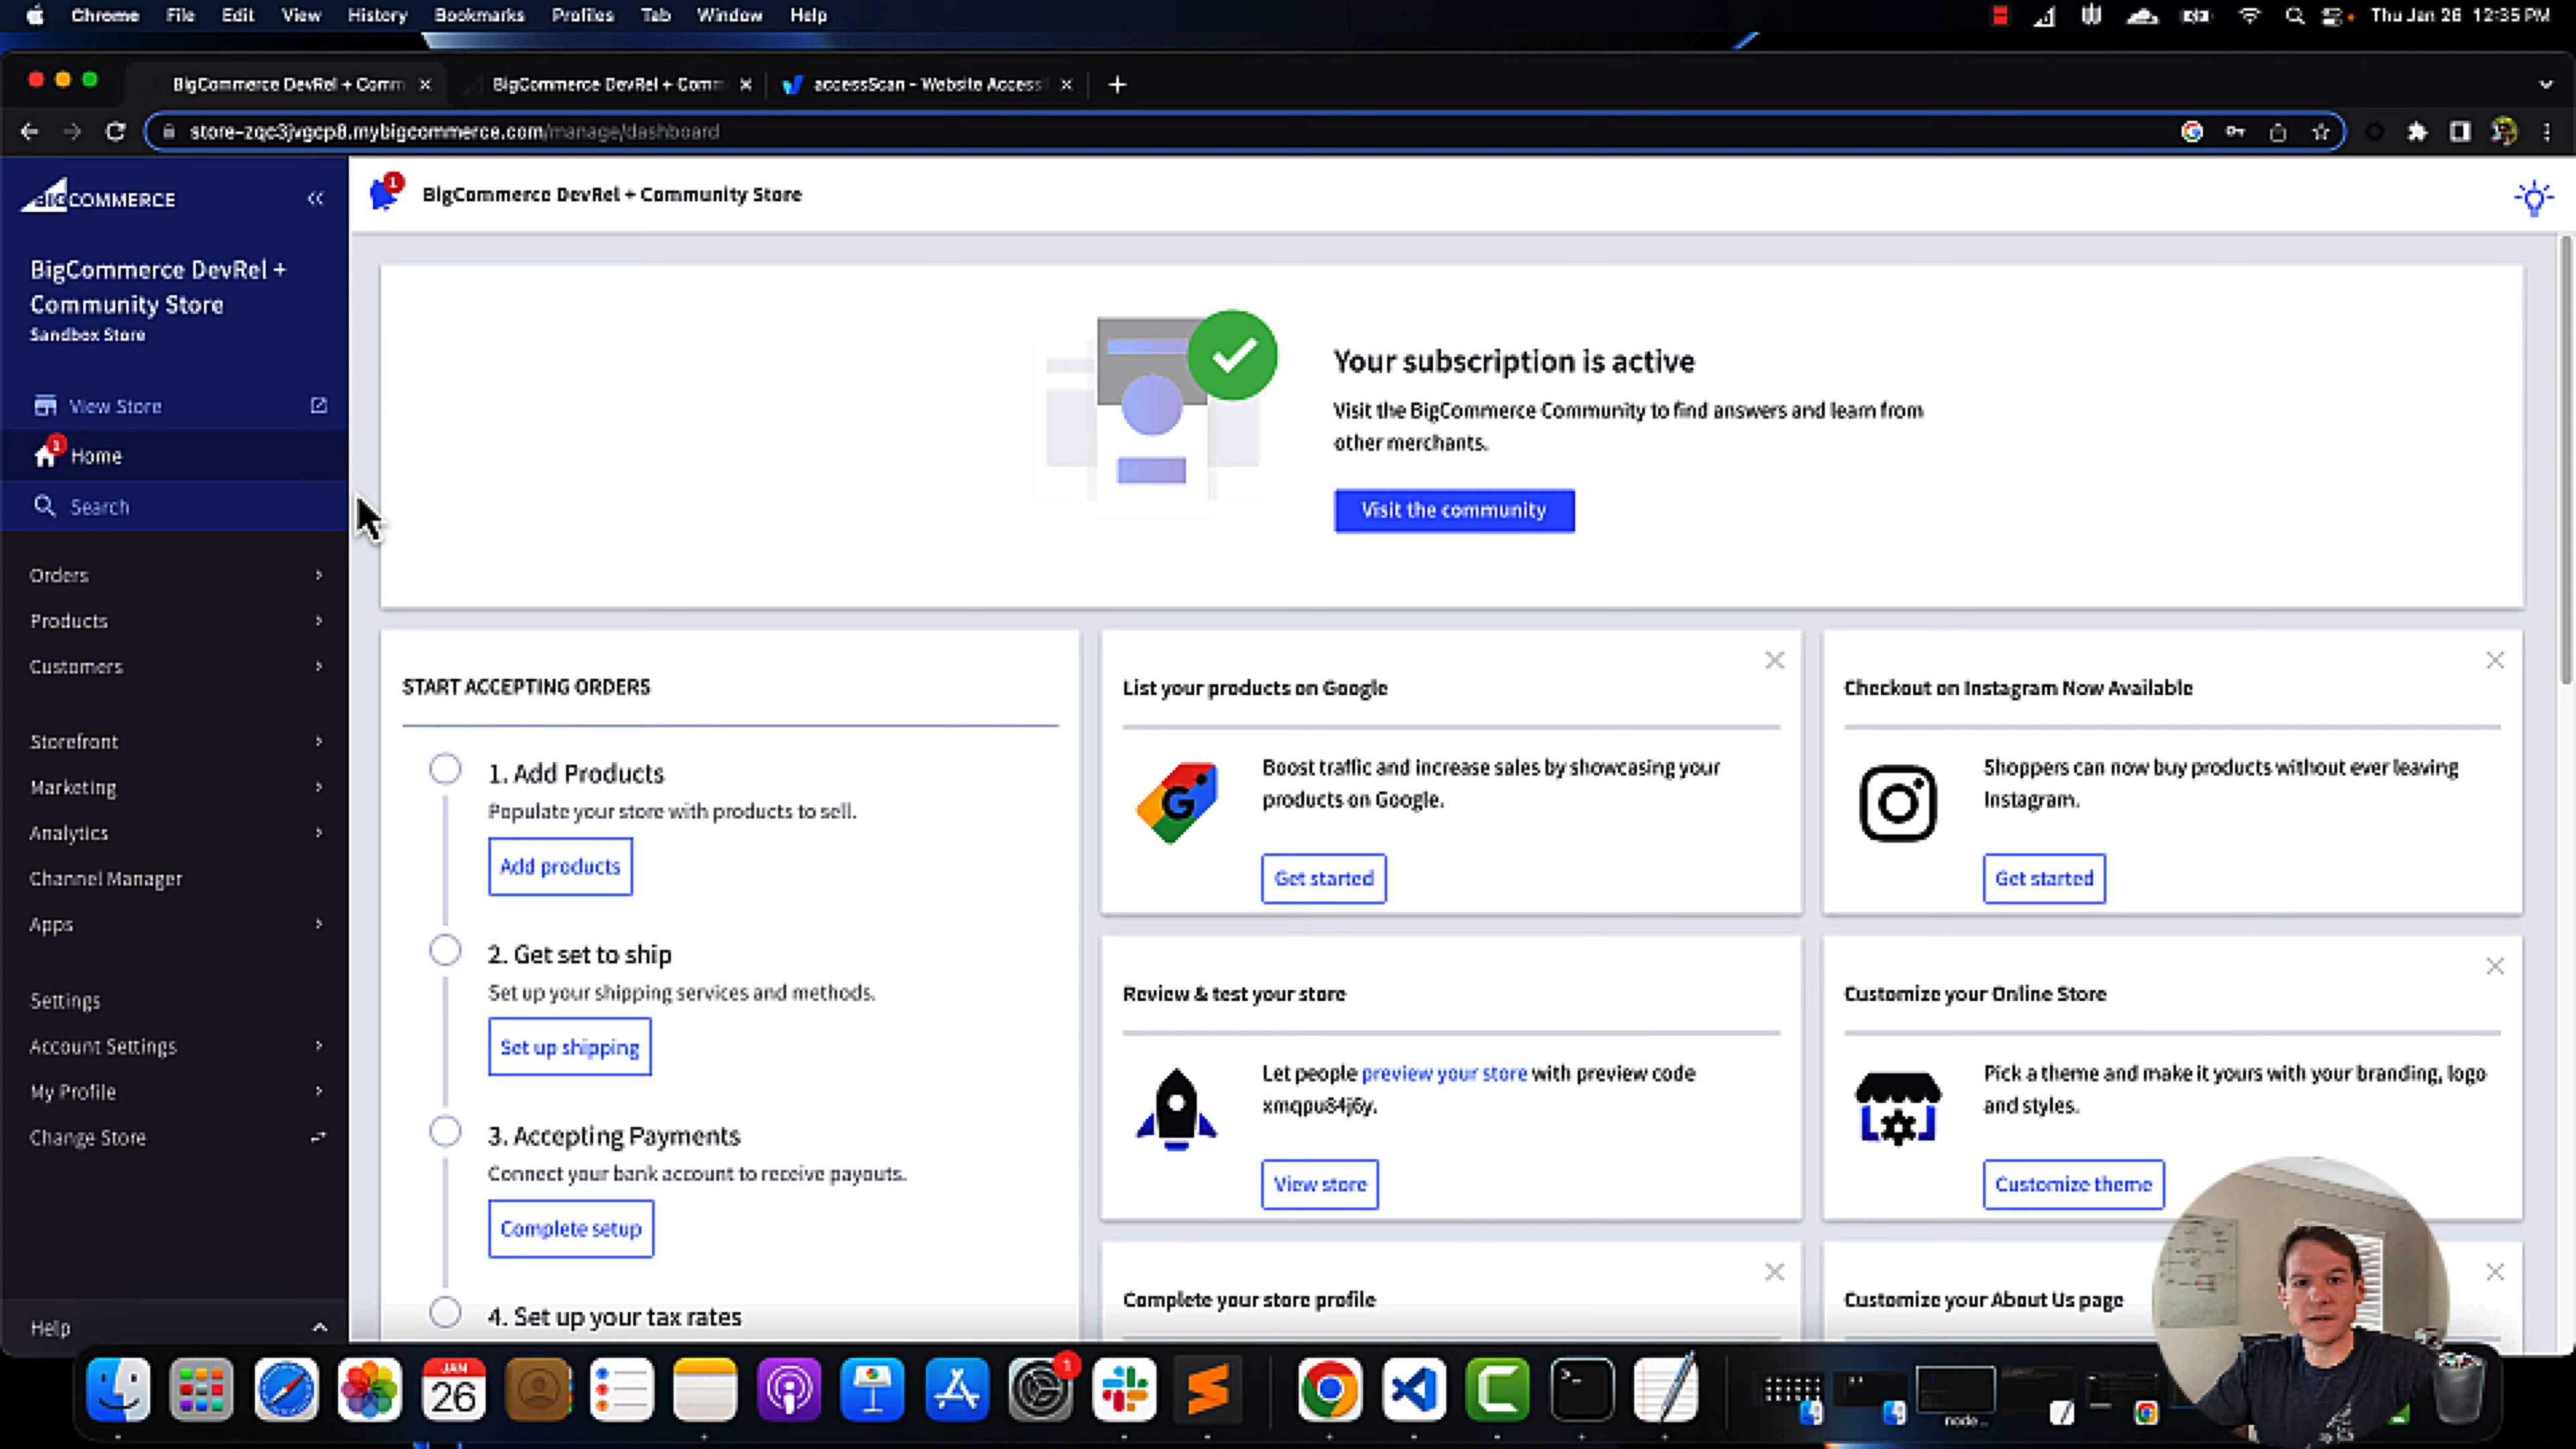 Chrome File Edit View History Bookmarks Profiles Tab Window Help Thu Jan 26 12:35 PM
BigCommerce DevRel + Comm BigCommerce DevRel + Com accessScan - Website Access
store-zqc3jvgcp8.mybigcommerce.com/manage/dashboard
BIGCOMMERCE
1
BigCommerce DevRel + Community Store
BigCommerce DevRel +
Community Store
Sandbox Store
View Store
Home
Search
Orders
Products
Customers
Storefront
Marketing
Analytics
Channel Manager
Apps
Settings
Account Settings
My Profile
Change Store
Help
Your subscription is active
Visit the BigCommerce Community to find answers and learn from
other merchants.
Visit the community
START ACCEPTING ORDERS
1. Add Products
Populate your store with products to sell.
Add products
2. Get set to ship
Set up your shipping services and methods.
Set up shipping
3. Accepting Payments
Connect your bank account to receive payouts.
Complete setup
4. Set up your tax rates
List your products on Google
Boost traffic and increase sales by showcasing your
products on Google.
Get started
Checkout on Instagram Now Available
Shoppers can now buy products without ever leaving
Instagram.
Get started
Review & test your store
Let people preview your store with preview code
xmqpu84j6y.
View store
Customize your Online Store
Pick a theme and make it yours with your branding, logo
and styles.
Customize theme
Complete your store profile
Customize your About Us page
JAN
26
1
node